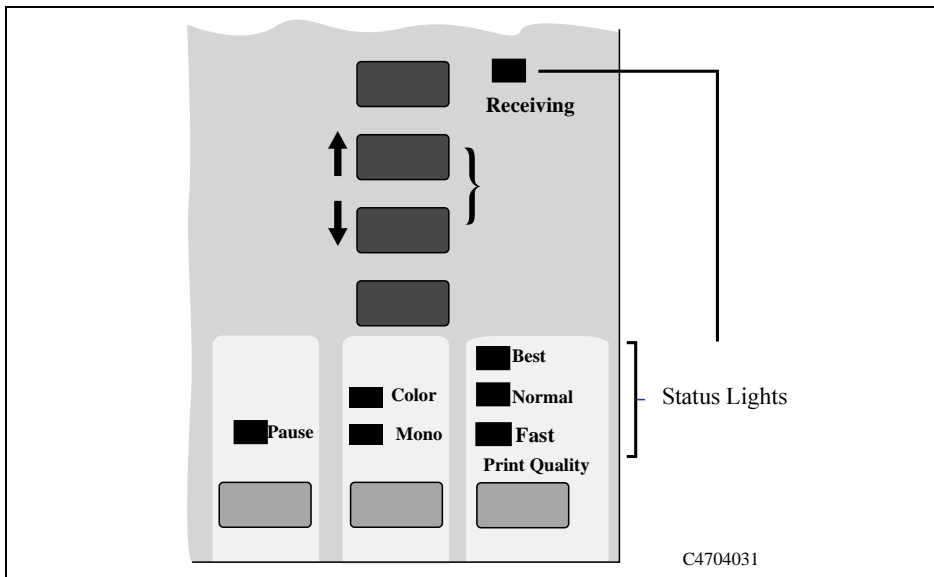 Receiving
Best
Color
Normal
Status Lights
Pause
Mono
Fast
Print Quality
C4704031